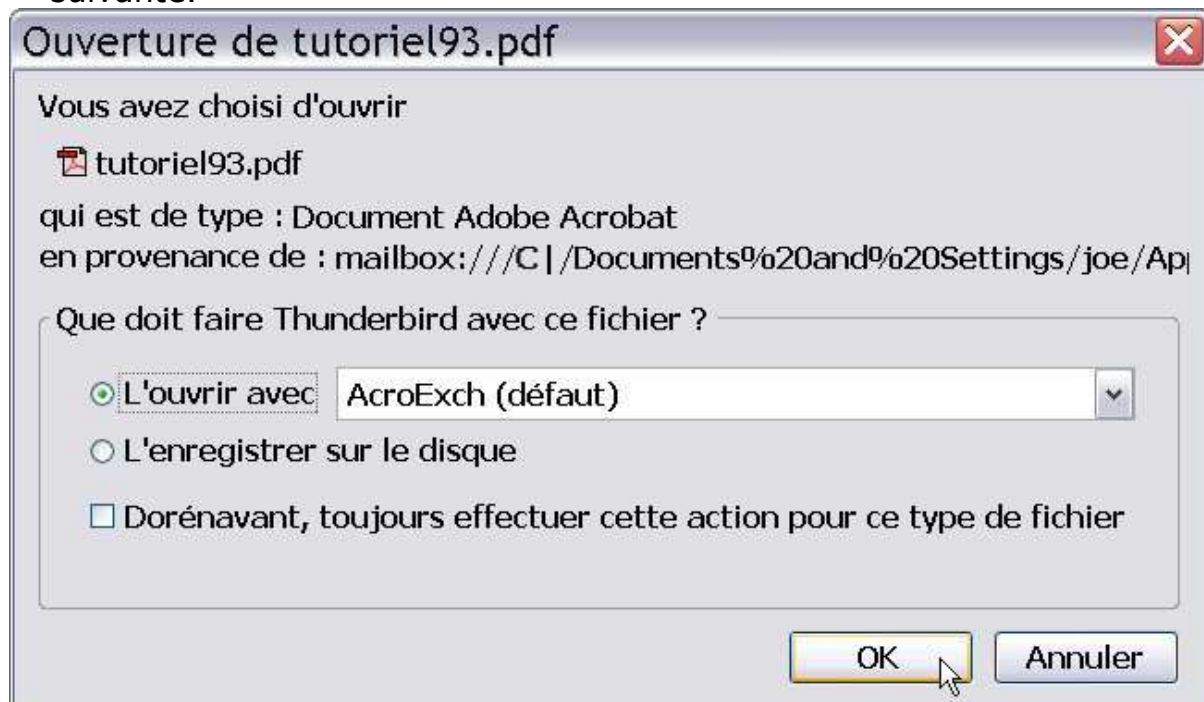 suivante.
Ouverture de tutoriel93.pdf
Vous avez choisi d'ouvrir
tutoriel93.pdf
qui est de type : Document Adobe Acrobat
en provenance de : mailbox:///C|/Documents%20and%20Settings/joe/Ap
Que doit faire Thunderbird avec ce fichier ?
L'ouvrir avec AcroExch (défaut)
L'enregistrer sur le disque
Dorénavant, toujours effectuer cette action pour ce type de fichier
OK Annuler